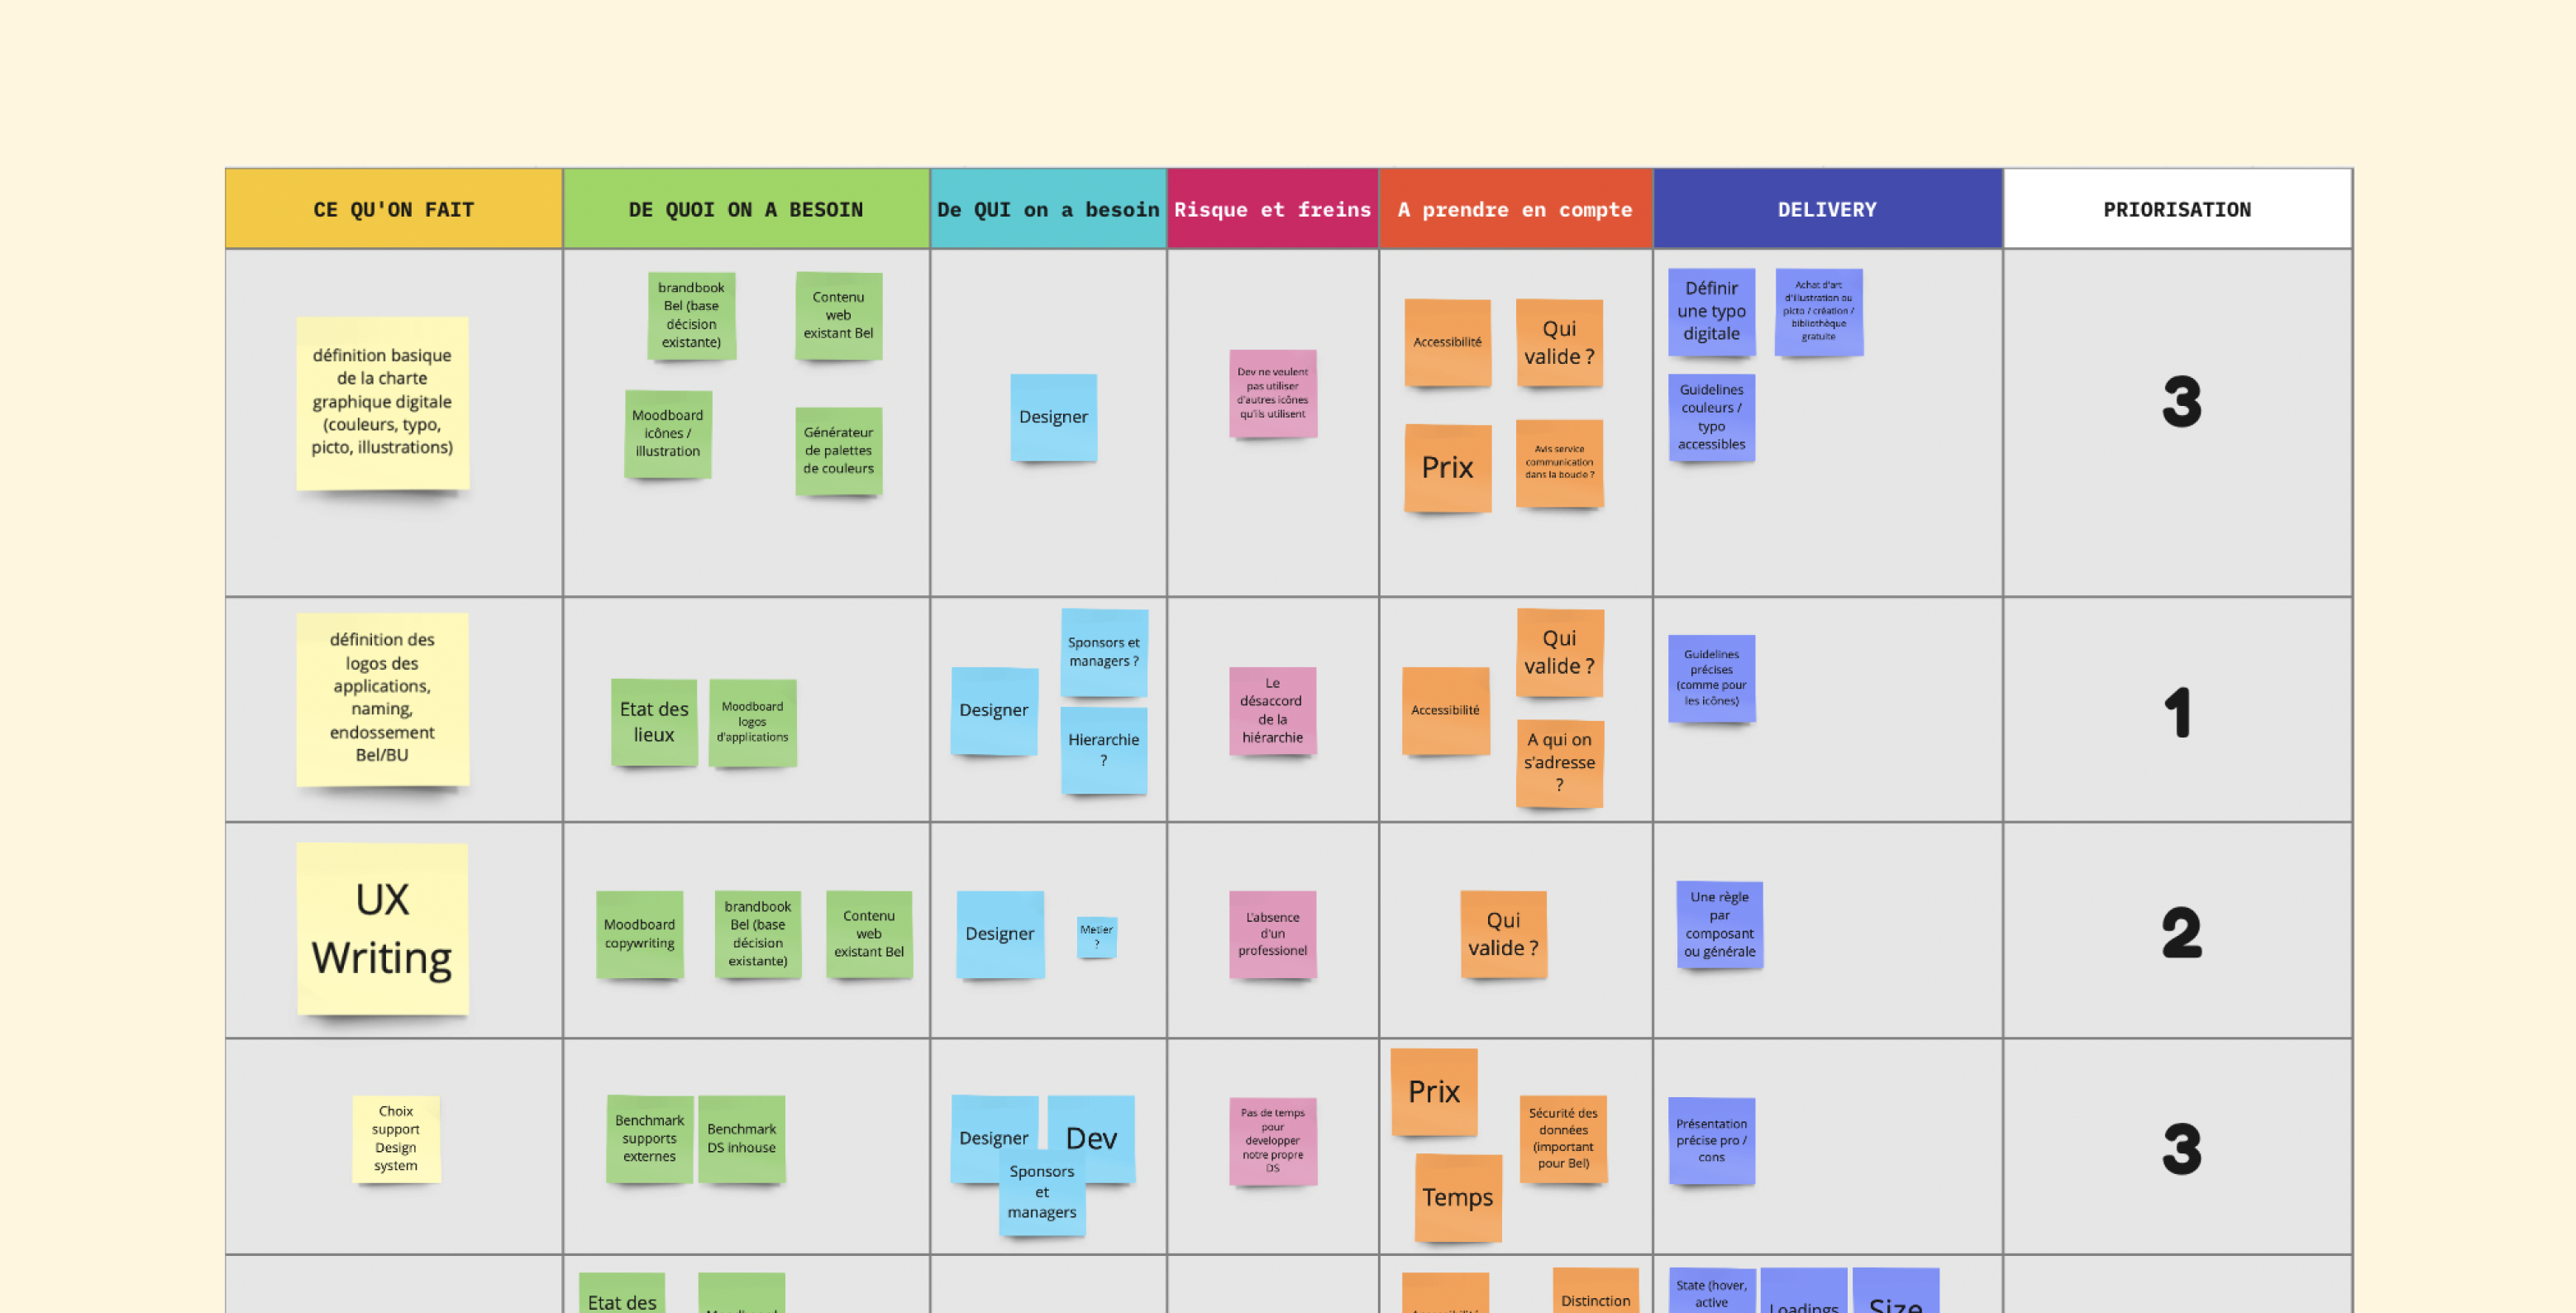 CE QU'ON FAIT
DE QUOI ON A BESOIN
De QUI on a besoin
Risque et freins
A prendre en compte
DELIVERY
PRIORISATION
définition basique
de la charte
graphique digitale
(couleurs, typo,
picto, illustrations)
brandbook
Bel (base
décision
existante)
Contenu
web
existant Bel
Moodboard
icônes /
illustration
Générateur
de palettes
de couleurs
Designer
Dev ne veulent
pas utiliser
d'autres icônes
qu'ils utilisent
Accessibilité
Qui
valide ?
Prix
Avis service
communication
dans la boucle ?
Définir
une typo
digitale
Achat d'art
d'illustration ou
picto / création /
bibliothèque
gratuite
Guidelines
couleurs /
typo
accessibles
3
définition des
logos des
applications,
naming,
endossement
Bel/BU
Etat des
lieux
Moodboard
logos
d'applications
Designer
Sponsors et
managers ?
Hierarchie
?
Le
désaccord
de la
hiérarchie
Accessibilité
Qui
valide ?
A qui on
s'adresse
?
Guidelines
précises
(comme pour
les icônes)
1
UX
Writing
Moodboard
copywriting
brandbook
Bel (base
décision
existante)
Contenu
web
existant Bel
Designer
Metier
?
L'absence
d'un
professionel
Qui
valide ?
Une règle
par
composant
ou générale
2
Choix
support
Design
system
Benchmark
supports
externes
Benchmark
DS inhouse
Designer
Dev
Sponsors
et
managers
Pas de temps
pour
developper
notre propre
DS
Prix
Temps
Sécurité des
données
(important
pour Bel)
Présentation
précise pro /
cons
3
Etat des
Distinction
State (hover,
active
Loadings
Size